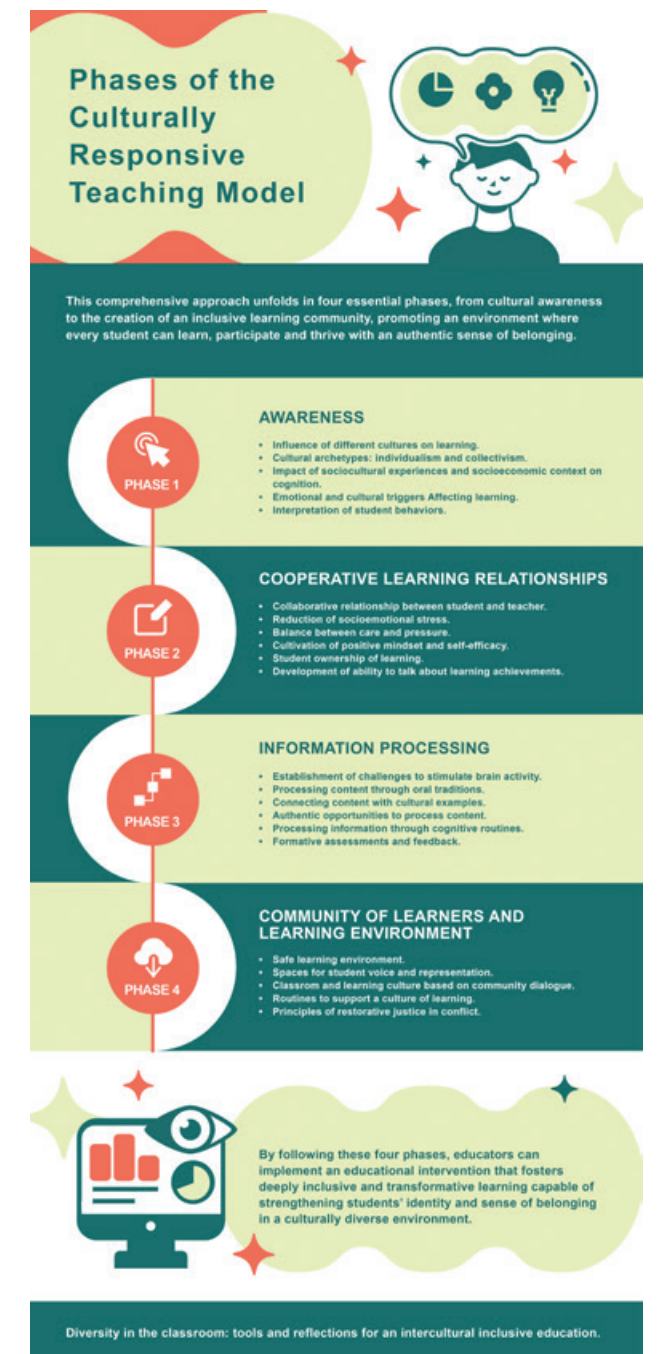 Phases of the
Culturally
Responsive
Teaching Model
This comprehensive approach unfolds in four essential phases, from cultural awareness
to the creation of an inclusive learning community, promoting an environment where
every student can learn, participate and thrive with an authentic sense of belonging.
PHASE 1
AWARENESS
• Influence of different cultures on learning.
• Cultural archetypes: individualism and collectivism.
• Impact of sociocultural experiences and socioeconomic context on
cognition.
• Emotional and cultural triggers Affecting learning.
• Interpretation of student behaviors.
PHASE 2
COOPERATIVE LEARNING RELATIONSHIPS
• Collaborative relationship between student and teacher.
• Reduction of socioemotional stress.
• Balance between care and pressure.
• Cultivation of positive mindset and self-efficacy.
• Student ownership of learning.
• Development of ability to talk about learning achievements.
PHASE 3
INFORMATION PROCESSING
• Establishment of challenges to stimulate brain activity.
• Processing content through oral traditions.
• Connecting content with cultural examples.
• Authentic opportunities to process content.
• Processing information through cognitive routines.
• Formative assessments and feedback.
PHASE 4
COMMUNITY OF LEARNERS AND
LEARNING ENVIRONMENT
• Safe learning environment.
• Spaces for student voice and representation.
• Classrom and learning culture based on community dialogue.
• Routines to support a culture of learning.
• Principles of restorative justice in conflict.
By following these four phases, educators can
implement an educational intervention that fosters
deeply inclusive and transformative learning capable of
strengthening students' identity and sense of belonging
in a culturally diverse environment.
Diversity in the classroom: tools and reflections for an intercultural inclusive education.